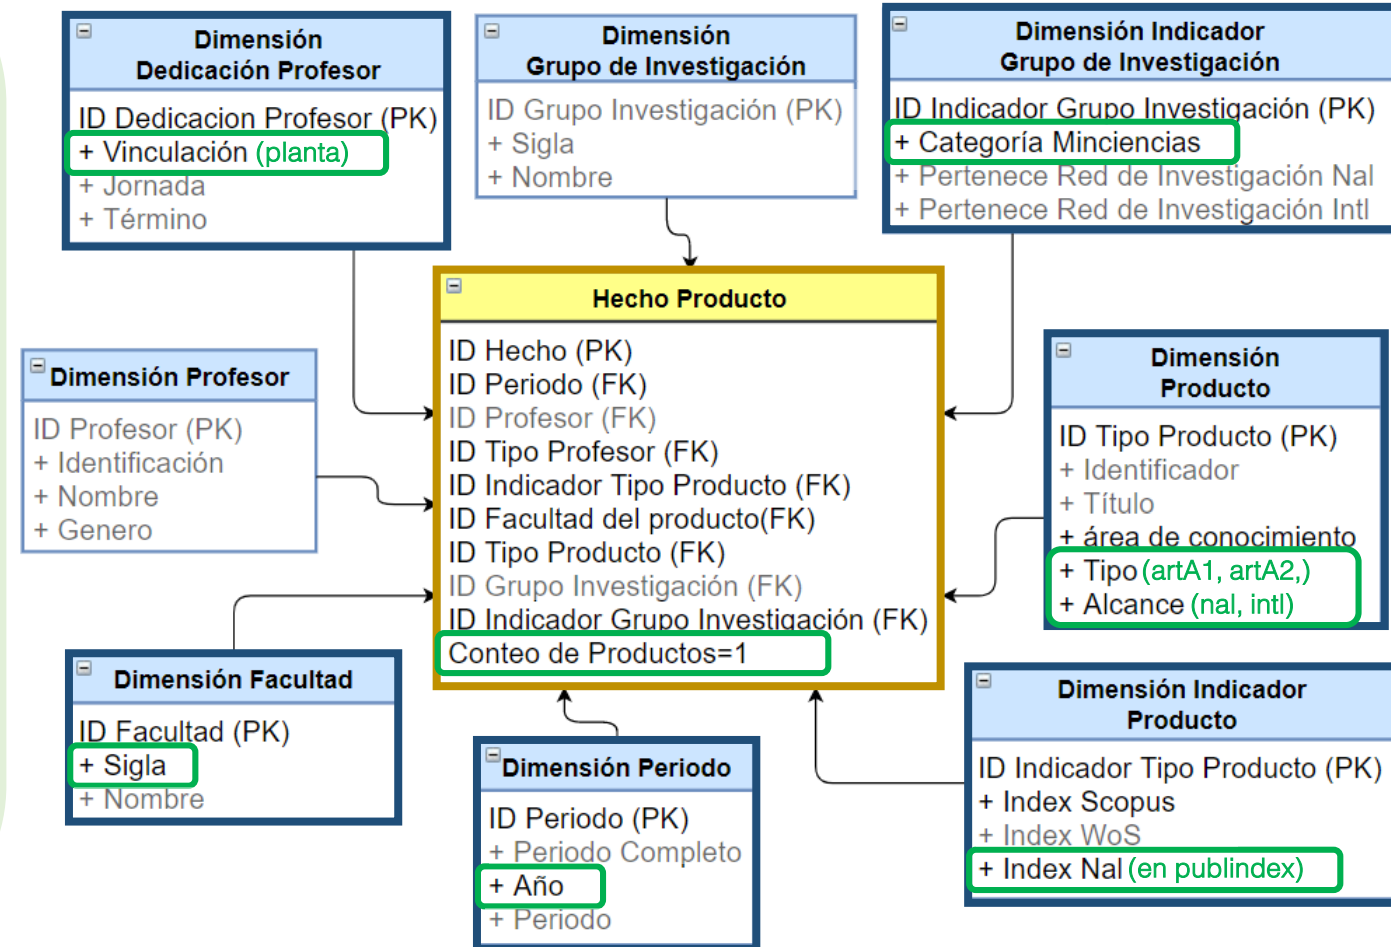 Dimensión
Dedicación Profesor
ID Dedicacion Profesor (PK)
+ Vinculación (planta)
+ Jornada
+ Término
Dimensión
Grupo de Investigación
ID Grupo Investigación (PK)
+ Sigla
+ Nombre
Dimensión Indicador
Grupo de Investigación
ID Indicador Grupo Investigación (PK)
+ Categoría Minciencias
+ Pertenece Red de Investigación Nal
+ Pertenece Red de Investigación Intl
Dimensión Profesor
ID Profesor (PK)
+ Identificación
+ Nombre
+ Genero
Hecho Producto
ID Hecho (PK)
ID Periodo (FK)
ID Profesor (FK)
ID Tipo Profesor (FK)
ID Indicador Tipo Producto (FK)
ID Facultad del producto(FK)
ID Tipo Producto (FK)
ID Grupo Investigación (FK)
ID Indicador Grupo Investigación (FK)
Conteo de Productos=1
Dimensión
Producto
ID Tipo Producto (PK)
+ Identificador
+ Título
+ área de conocimiento
+ Tipo (artA1, artA2,)
+ Alcance (nal, intl)
Dimensión Facultad
ID Facultad (PK)
+ Sigla
+ Nombre
Dimensión Periodo
ID Periodo (PK)
+ Periodo Completo
+ Año
+ Periodo
Dimensión Indicador
Producto
ID Indicador Tipo Producto (PK)
+ Index Scopus
+ Index WoS
+ Index Nal (en publindex)